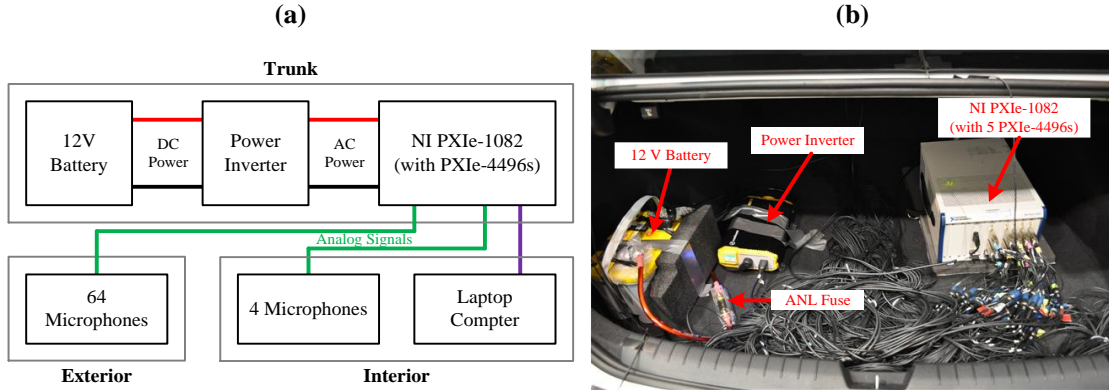 (a)
Trunk
12V
Battery
DC
Power
Power
Inverter
AC
Power
NI PXIe-1082
(with PXIe-4496s)
Analog Signals
64
Microphones
4 Microphones
Laptop
Compter
Exterior
Interior
(b)
NI PXIe-1082
(with 5 PXIe-4496s)
Power Inverter
12 V Battery
ANL Fuse